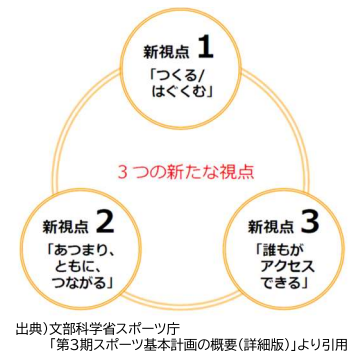 新視点 1
「つくる/
はぐくむ」
3つの新たな視点
新視点 2
「あつまり、
ともに、
つながる」
新視点 3
「誰もが
アクセス
できる」
出典)文部科学省スポーツ庁
「第3期スポーツ基本計画の概要(詳細版)」より引用